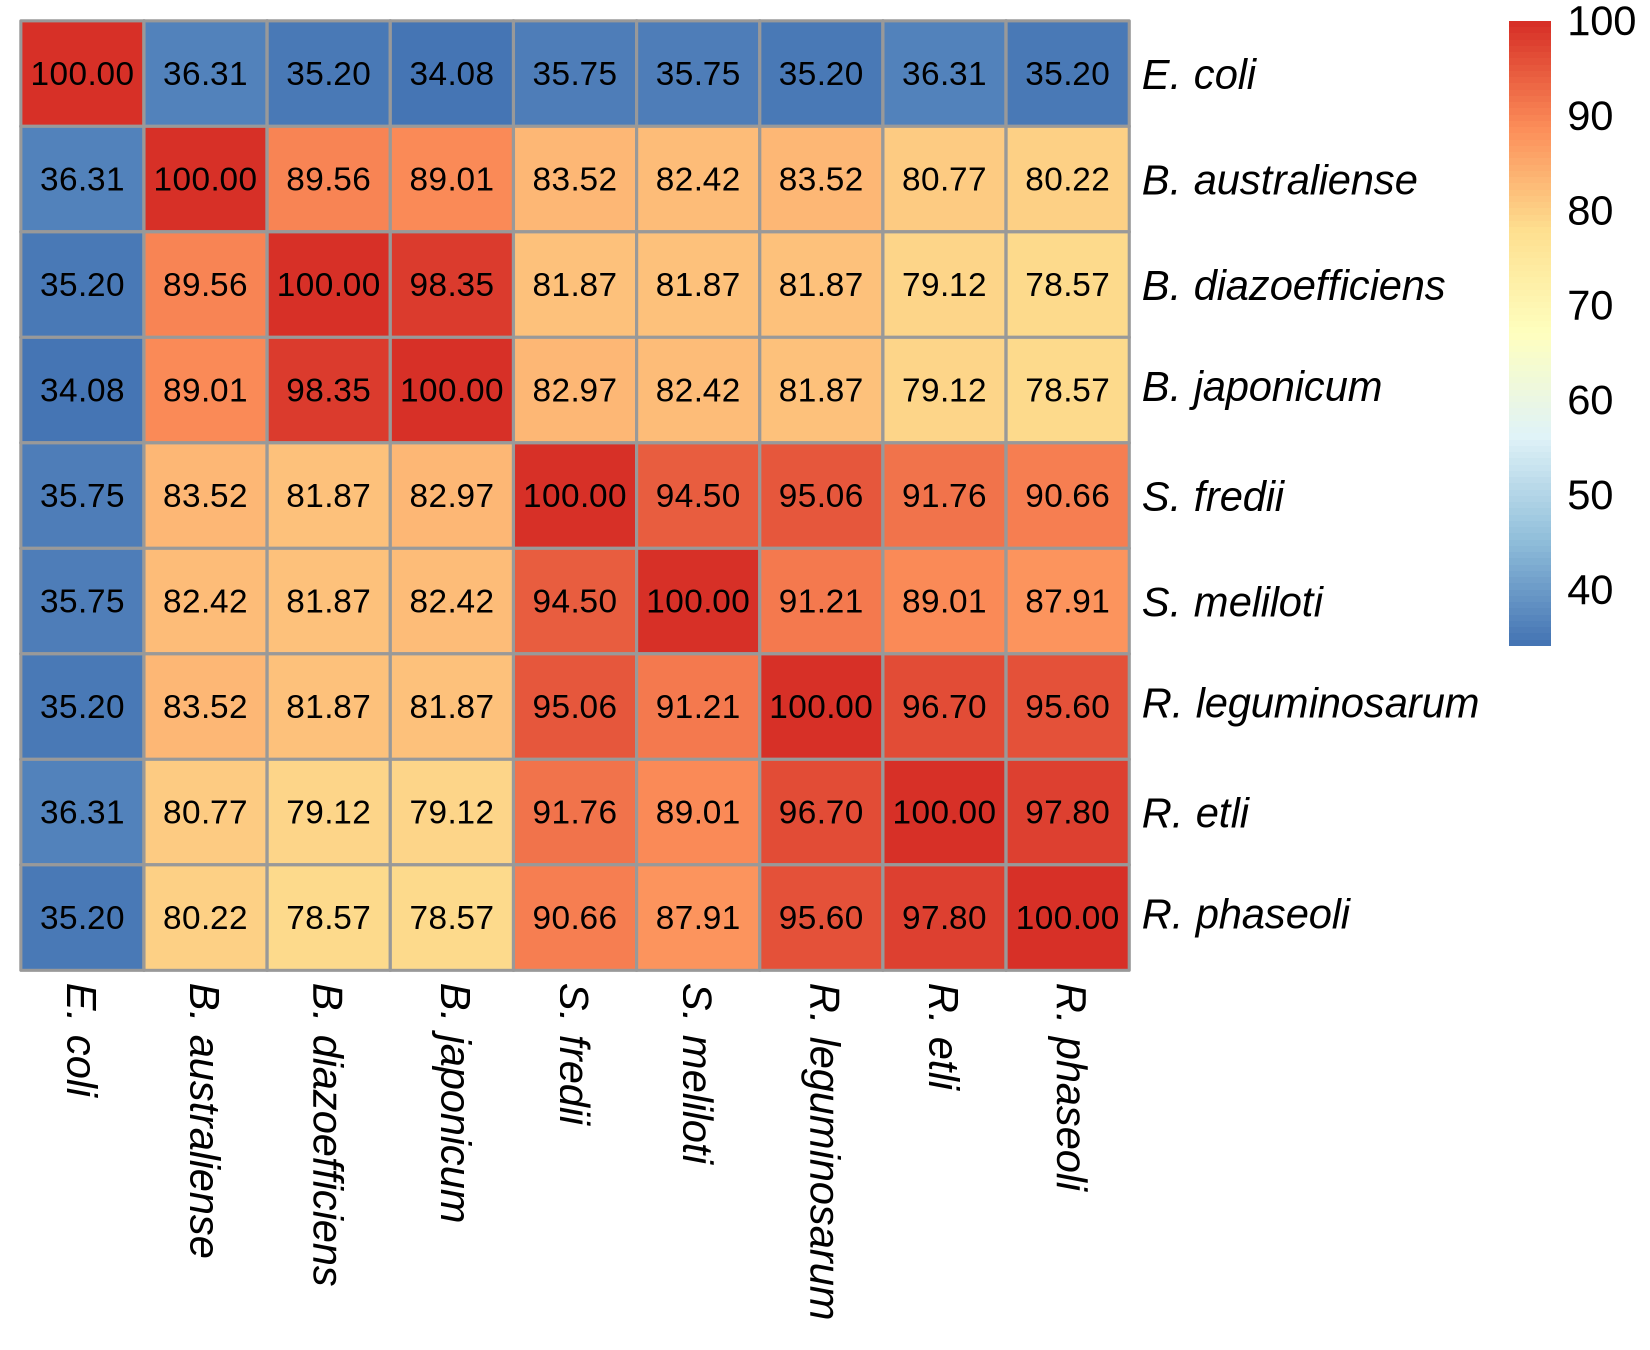 100.00 36.31 35.20 34.08 35.75 35.75 35.20 36.31 35.20 E. coli
36.31 100.00 89.56 89.01 83.52 82.42 83.52 80.77 80.22 B. australiense
35.20 89.56 100.00 98.35 81.87 81.87 81.87 79.12 78.57 B. diazoefficiens
34.08 89.01 98.35 100.00 82.97 82.42 81.87 79.12 78.57 B. japonicum
35.75 83.52 81.87 82.97 100.00 94.50 95.06 91.76 90.66 S. fredii
35.75 82.42 81.87 82.42 94.50 100.00 91.21 89.01 87.91 S. meliloti
35.20 83.52 81.87 81.87 95.06 91.21 100.00 96.70 95.60 R. leguminosarum
36.31 80.77 79.12 79.12 91.76 89.01 96.70 100.00 97.80 R. etli
35.20 80.22 78.57 78.57 90.66 87.91 95.60 97.80 100.00 R. phaseoli
E. coli
B. australiense
B. diazoefficiens
B. japonicum
S. fredii
S. meliloti
R. leguminosarum
R. etli
R. phaseoli
100
90
80
70
60
50
40